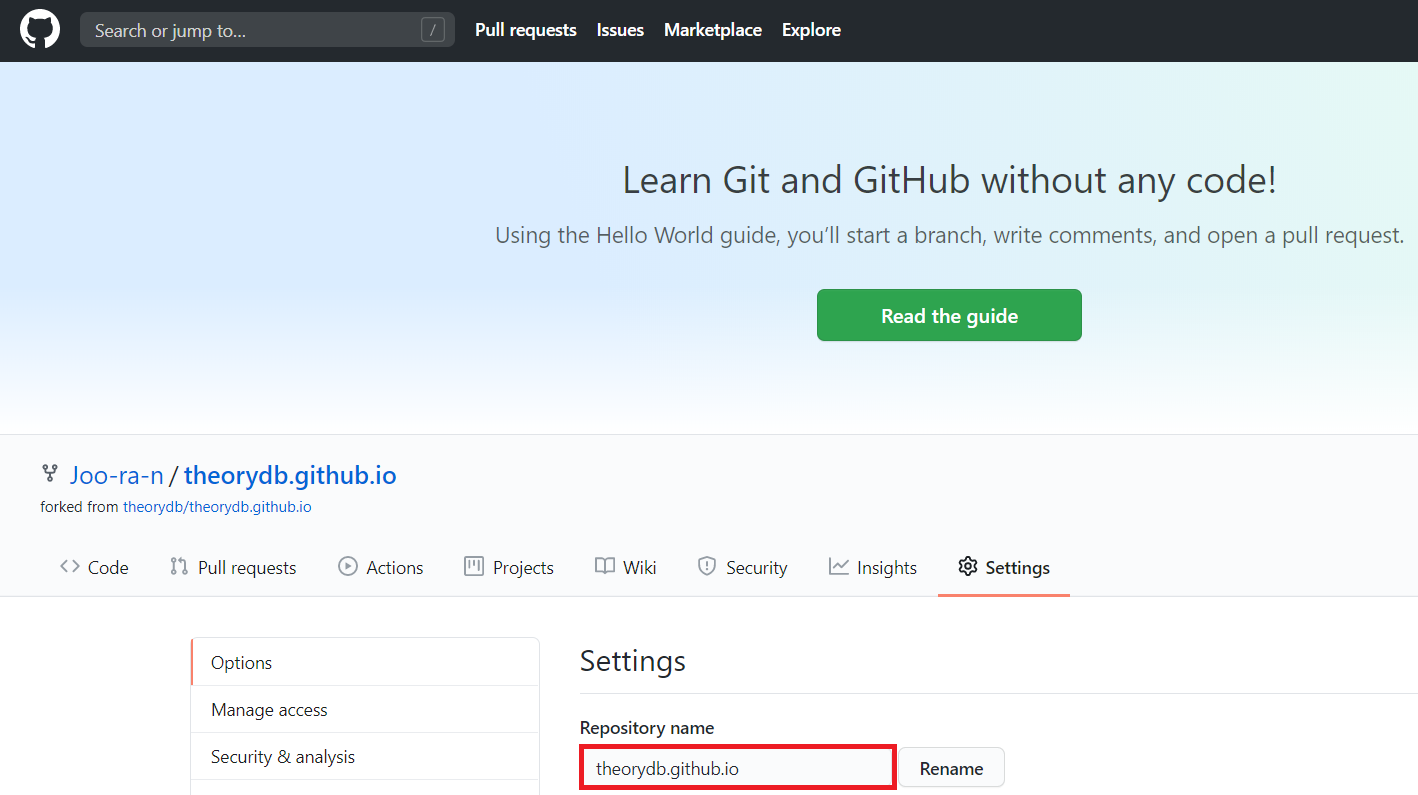 Search or jump to... /
Pull requests Issues Marketplace Explore
Learn Git and GitHub without any code!
Using the Hello World guide, you’ll start a branch, write comments, and open a pull request.
Read the guide
Joo-ra-n / theorydb.github.io
forked from theorydb/theorydb.github.io
Code Pull requests Actions Projects Wiki Security Insights Settings
Options
Manage access
Security & analysis
Settings
Repository name
theorydb.github.io Rename